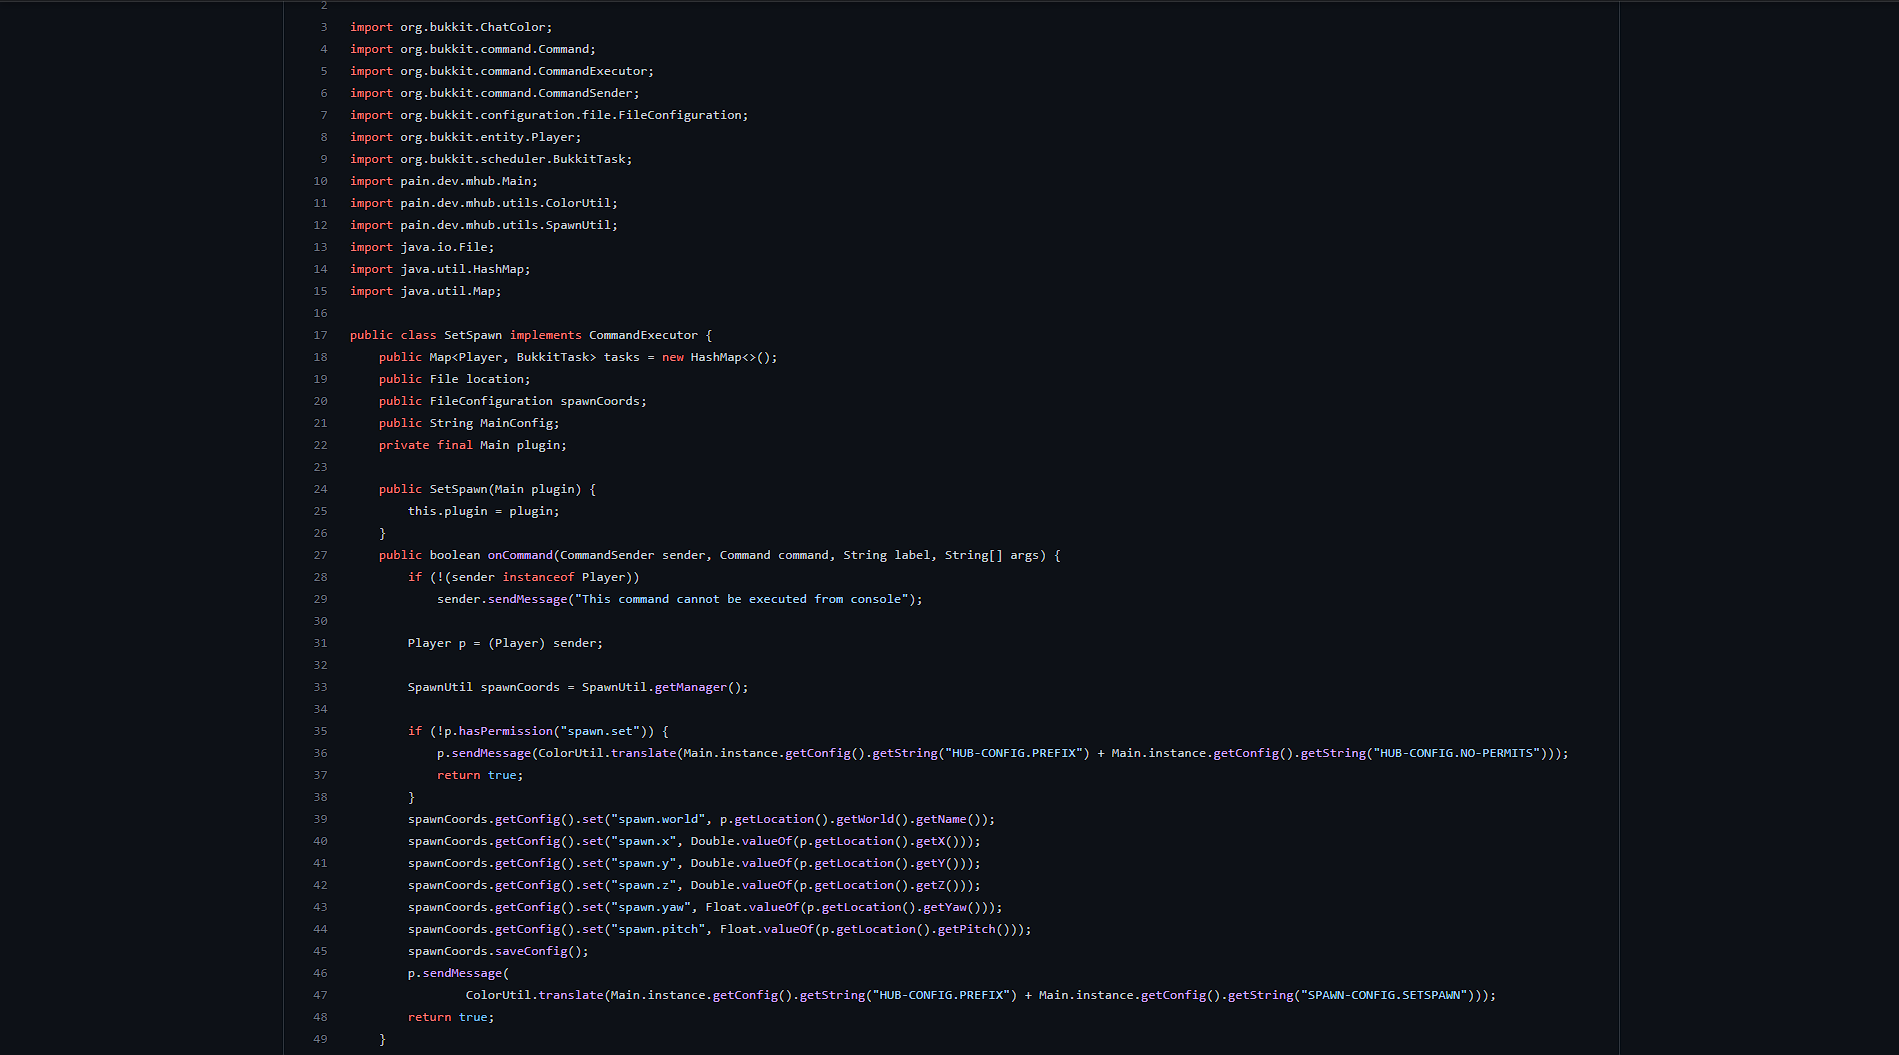 2
3 import org.bukkit.ChatColor;
4 import org.bukkit.command.Command;
5 import org.bukkit.command.CommandExecutor;
6 import org.bukkit.command.CommandSender;
7 import org.bukkit.configuration.file.FileConfiguration;
8 import org.bukkit.entity.Player;
9 import org.bukkit.scheduler.BukkitTask;
10 import pain.dev.mhub.Main;
11 import pain.dev.mhub.utils.ColorUtil;
12 import pain.dev.mhub.utils.SpawnUtil;
13 import java.io.File;
14 import java.util.HashMap;
15 import java.util.Map;
16
17 public class SetSpawn implements CommandExecutor {
18     public Map<Player, BukkitTask> tasks = new HashMap<>();
19     public File location;
20     public FileConfiguration spawnCoords;
21     public String MainConfig;
22     private final Main plugin;
23
24     public SetSpawn(Main plugin) {
25         this.plugin = plugin;
26     }
27     public boolean onCommand(CommandSender sender, Command command, String label, String[] args) {
28         if (!(sender instanceof Player))
29             sender.sendMessage("This command cannot be executed from console");
30
31         Player p = (Player) sender;
32
33         SpawnUtil spawnCoords = SpawnUtil.getManager();
34
35         if (!p.hasPermission("spawn.set")) {
36             p.sendMessage(ColorUtil.translate(Main.instance.getConfig().getString("HUB-CONFIG.PREFIX") + Main.instance.getConfig().getString("HUB-CONFIG.NO-PERMITS")));
37             return true;
38         }
39         spawnCoords.getConfig().set("spawn.world", p.getLocation().getWorld().getName());
40         spawnCoords.getConfig().set("spawn.x", Double.valueOf(p.getLocation().getX()));
41         spawnCoords.getConfig().set("spawn.y", Double.valueOf(p.getLocation().getY()));
42         spawnCoords.getConfig().set("spawn.z", Double.valueOf(p.getLocation().getZ()));
43         spawnCoords.getConfig().set("spawn.yaw", Float.valueOf(p.getLocation().getYaw()));
44         spawnCoords.getConfig().set("spawn.pitch", Float.valueOf(p.getLocation().getPitch()));
45         spawnCoords.saveConfig();
46         p.sendMessage(
47                 ColorUtil.translate(Main.instance.getConfig().getString("HUB-CONFIG.PREFIX") + Main.instance.getConfig().getString("SPAWN-CONFIG.SETSPAWN")));
48         return true;
49     }